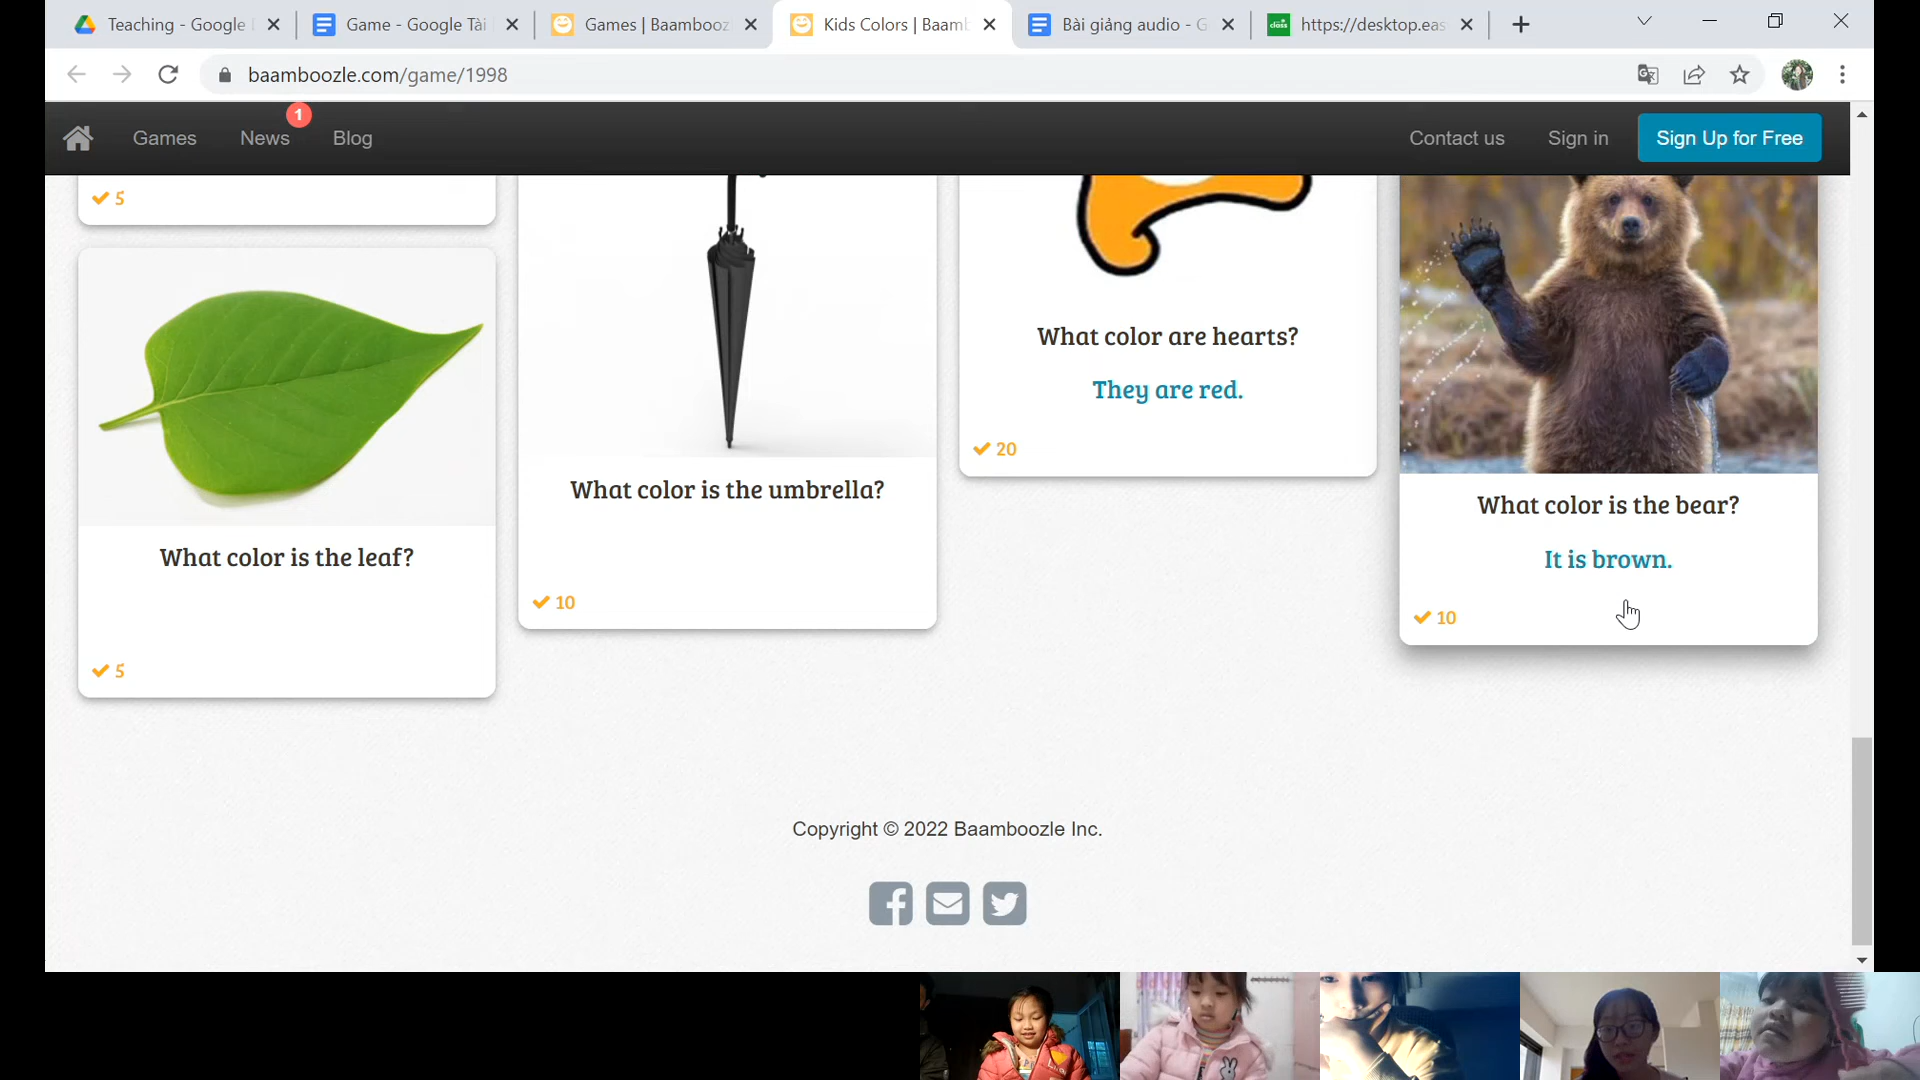 Teaching - Google
Game - Google Tài
Games | Baambooz
Kids Colors | Baamb
Bài giảng audio - G
class
https://desktop.eas
baamboozle.com/game/1998
Games
News
1
Blog
Contact us
Sign in
Sign Up for Free
5
What color are hearts?
They are red.
20
What color is the umbrella?
10
What color is the bear?
It is brown.
10
What color is the leaf?
5
Copyright © 2022 Baamboozle Inc.